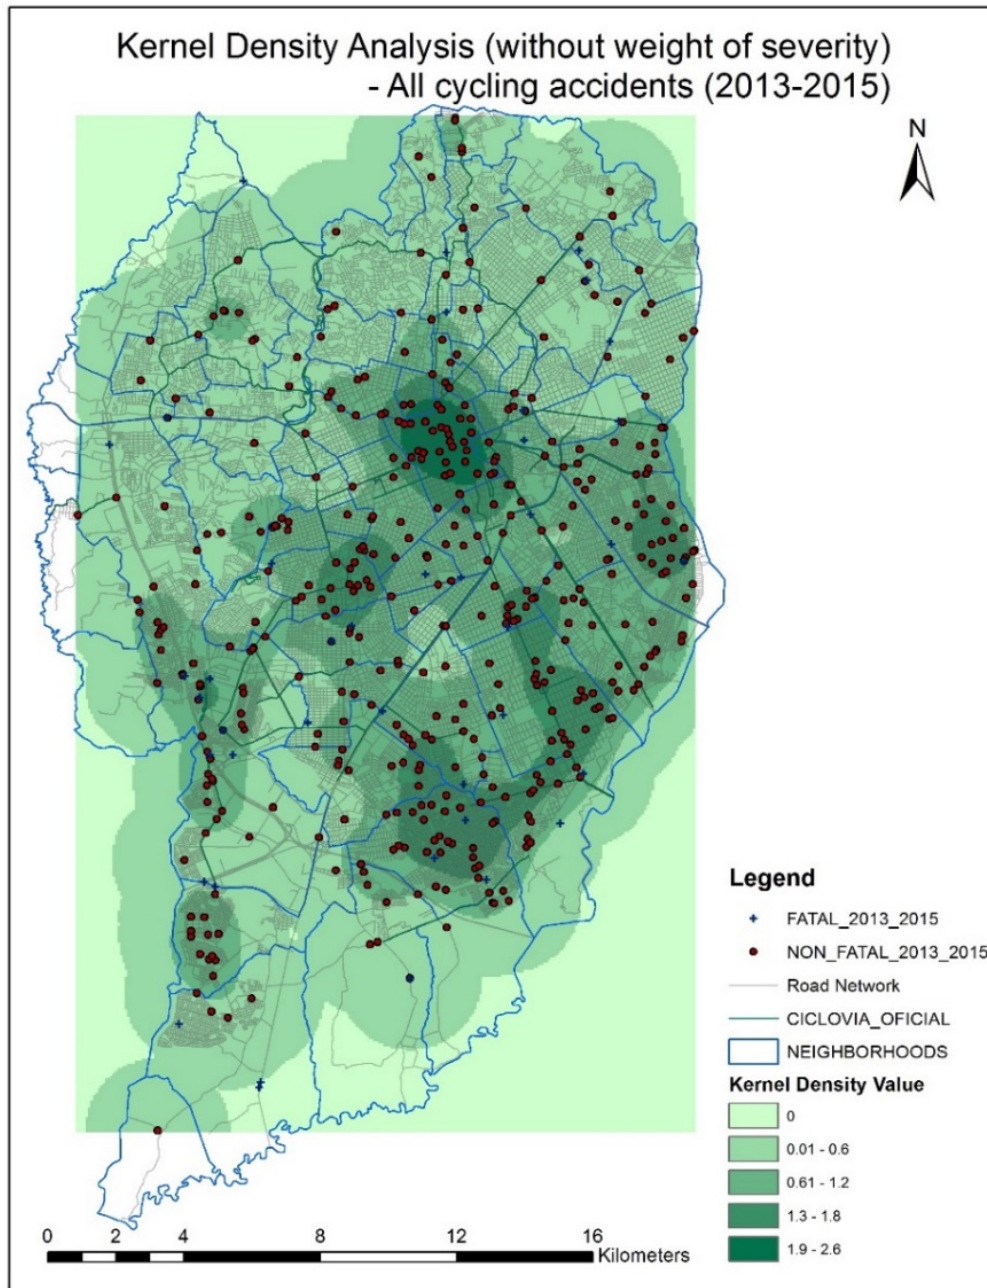 Kernel Density Analysis (without weight of severity)
- All cycling accidents (2013-2015)
N
Legend
FATAL_2013_2015
NON_FATAL_2013_2015
Road Network
CICLOVIA_OFICIAL
NEIGHBORHOODS
Kernel Density Value
0
0.01 - 0.6
0.61 - 1.2
1.3 - 1.8
1.9 - 2.6
0 2 4 8 12 16
Kilometers